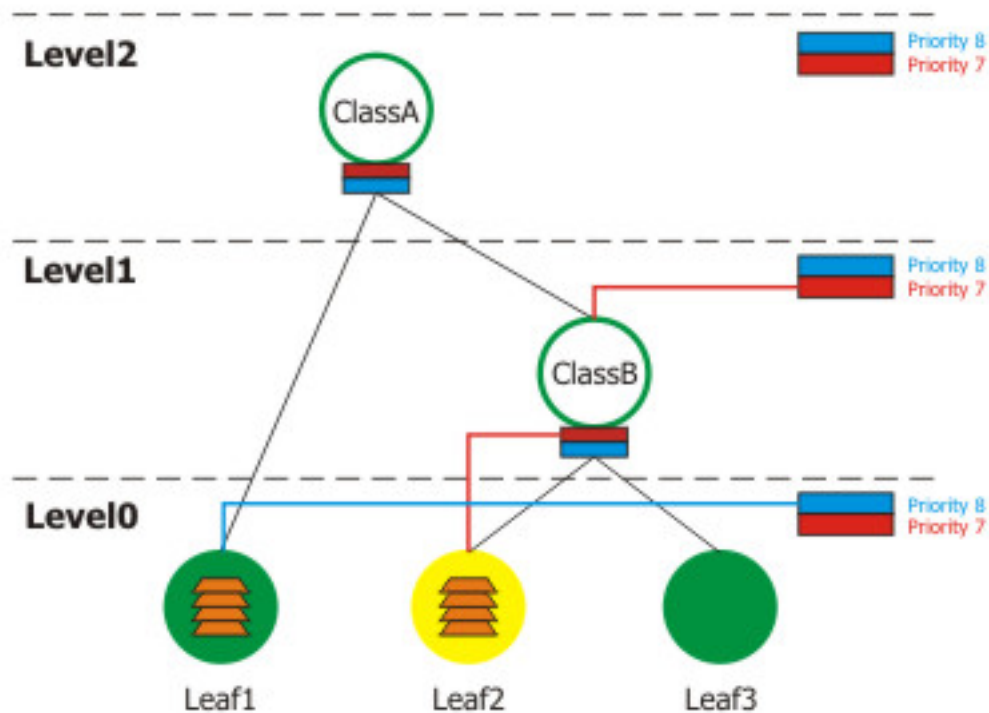 Level2
Priority 8
Priority 7
ClassA
Level1
Priority 8
Priority 7
ClassB
Level0
Priority 8
Priority 7
Leaf1
Leaf2
Leaf3